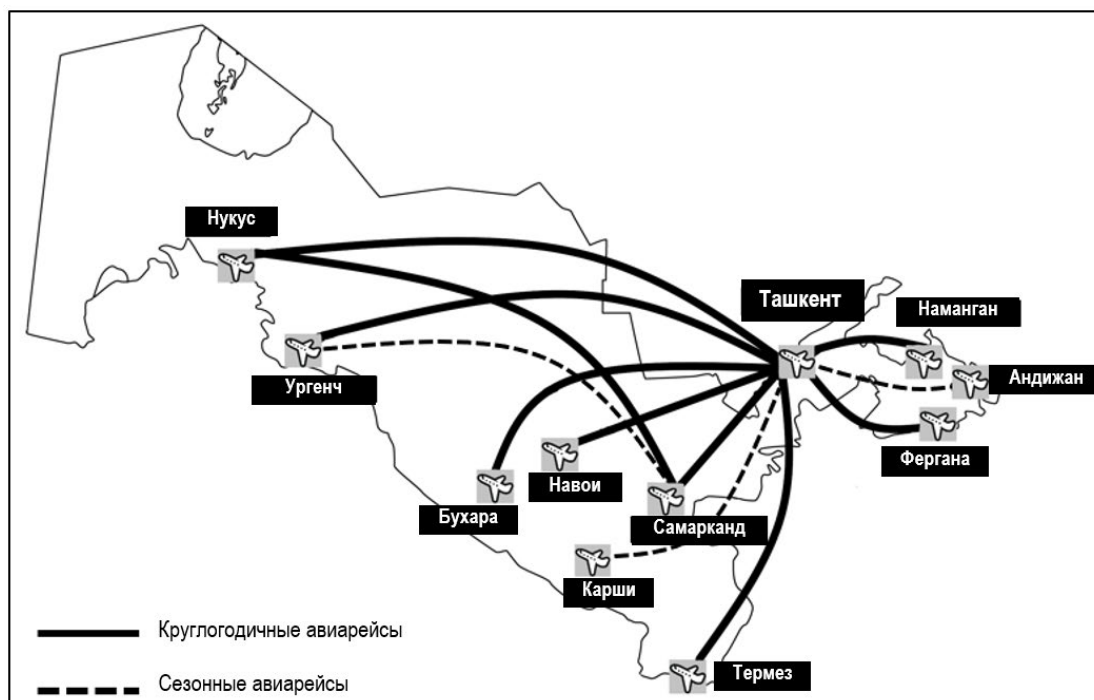 Нукус
Ташкент
Наманган
Ургенч
Андижан
Фергана
Навои
Бухара
Самарканд
Карши
Круглогодичные авиарейсы
Термез
Сезонные авиарейсы